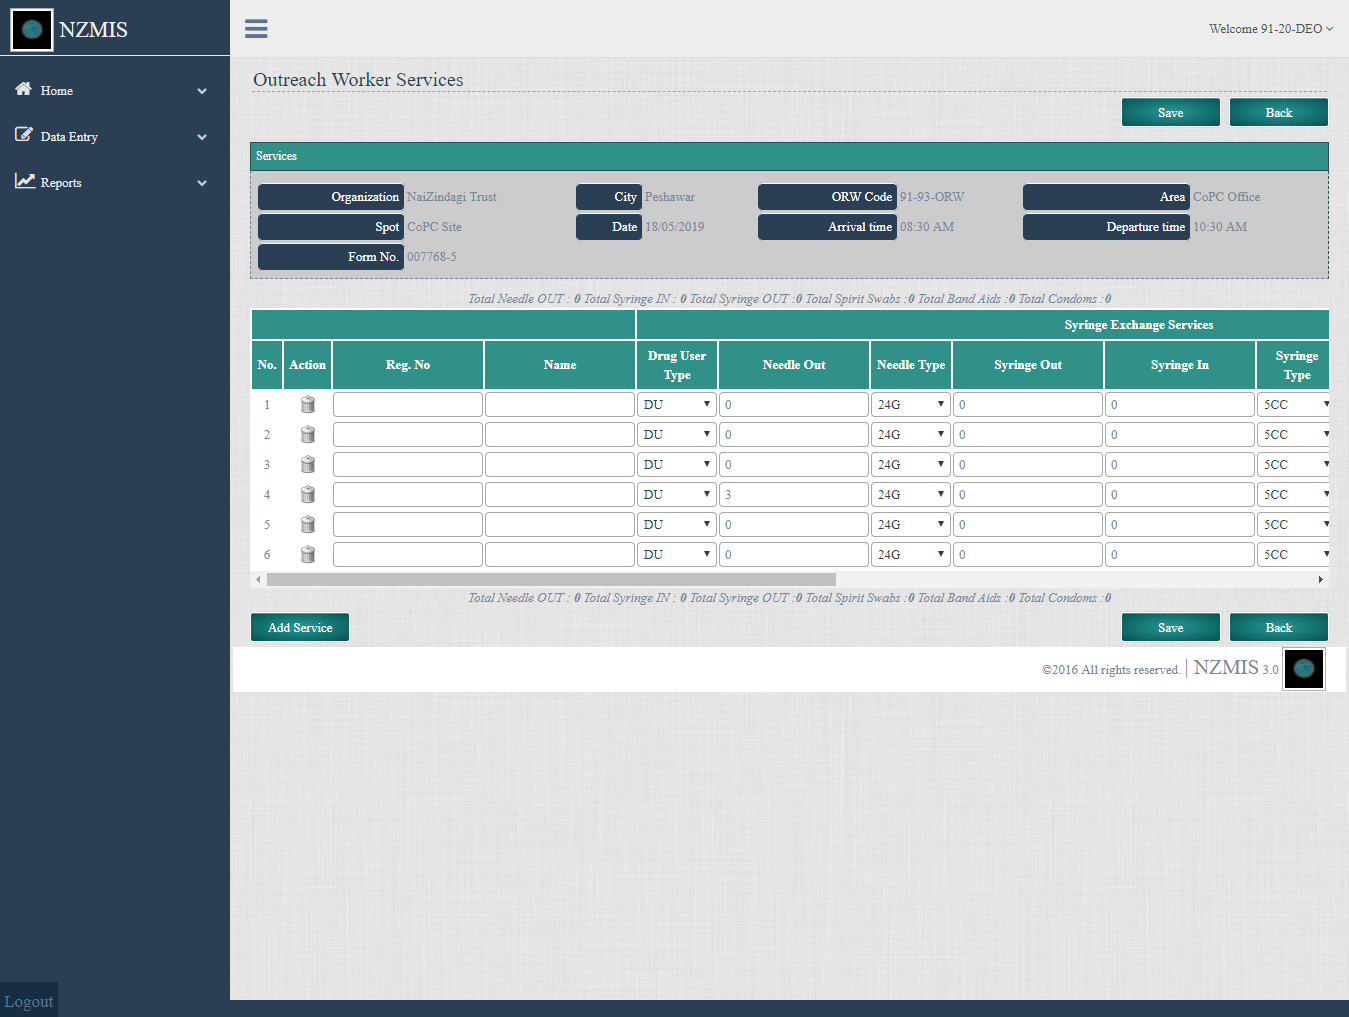 NZMIS
Welcome 91-20-DEO
Home
Data Entry
Reports
Logout
Outreach Worker Services
Save Back
Services
Organization NaiZindagi Trust City Peshawar ORW Code 91-93-ORW Area CoPC Office
Spot CoPC Site Date 18/05/2019 Arrival time 08:30 AM Departure time 10:30 AM
Form No. 007768-5
Total Needle OUT : 0 Total Syringe IN : 0 Total Syringe OUT :0 Total Spirit Swabs :0 Total Band Aids :0 Total Condoms :0
Syringe Exchange Services
No. Action Reg. No Name Drug User Type Needle Out Needle Type Syringe Out Syringe In Syringe Type
1 DU 0 24G 0 0 5CC
2 DU 0 24G 0 0 5CC
3 DU 0 24G 0 0 5CC
4 DU 3 24G 0 0 5CC
5 DU 0 24G 0 0 5CC
6 DU 0 24G 0 0 5CC
Total Needle OUT : 0 Total Syringe IN : 0 Total Syringe OUT :0 Total Spirit Swabs :0 Total Band Aids :0 Total Condoms :0
Add Service Save Back
©2016 All rights reserved. | NZMIS 3.0